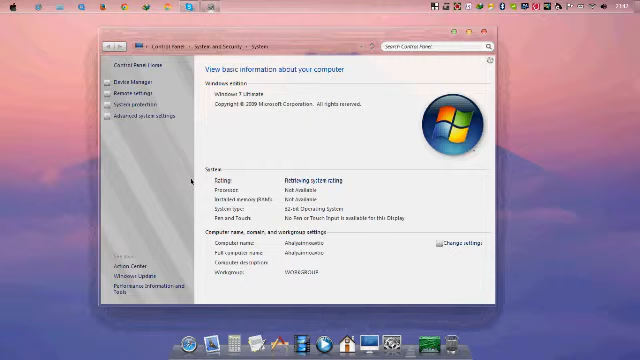 21:47
Control Panel
System and Security
System
Search Control Panel
Control Panel Home
Device Manager
Remote settings
System protection
Advanced system settings
See also
Action Center
Windows Update
Performance Information and
Tools
View basic information about your computer
Windows edition
Windows 7 Ultimate
Copyright © 2009 Microsoft Corporation. All rights reserved.
System
Rating: Retrieving system rating
Processor: Not Available
Installed memory (RAM): Not Available
System type: 32-bit Operating System
Pen and Touch: No Pen or Touch Input is available for this Display
Computer name, domain, and workgroup settings
Computer name:
Change settings
Full computer name:
Computer description:
Workgroup: WORKGROUP